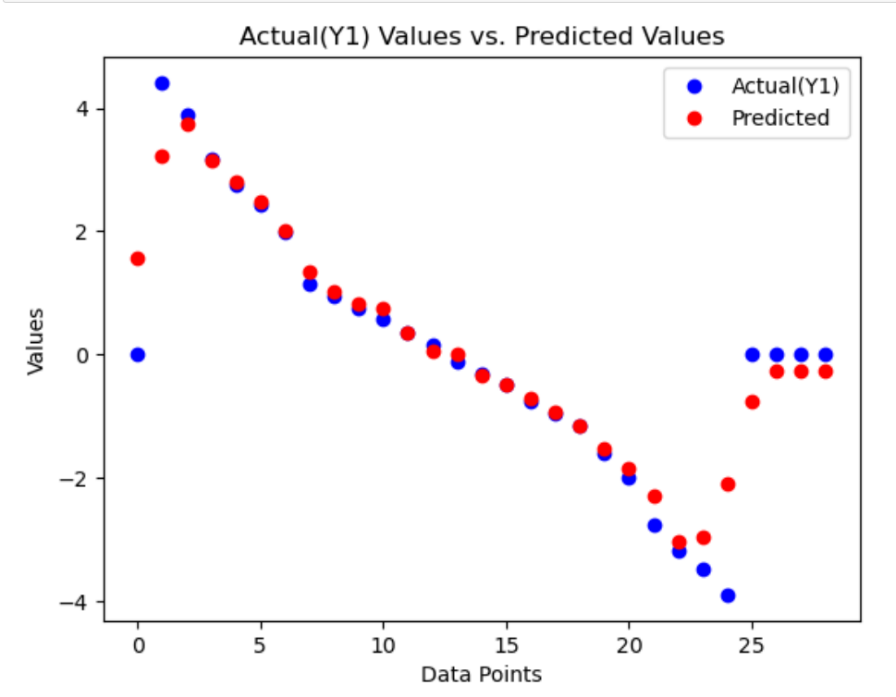 Actual(Y1) Values vs. Predicted Values
Actual(Y1)
Predicted
4
2
0
−2
−4
Values
0
5
10
15
20
25
Data Points